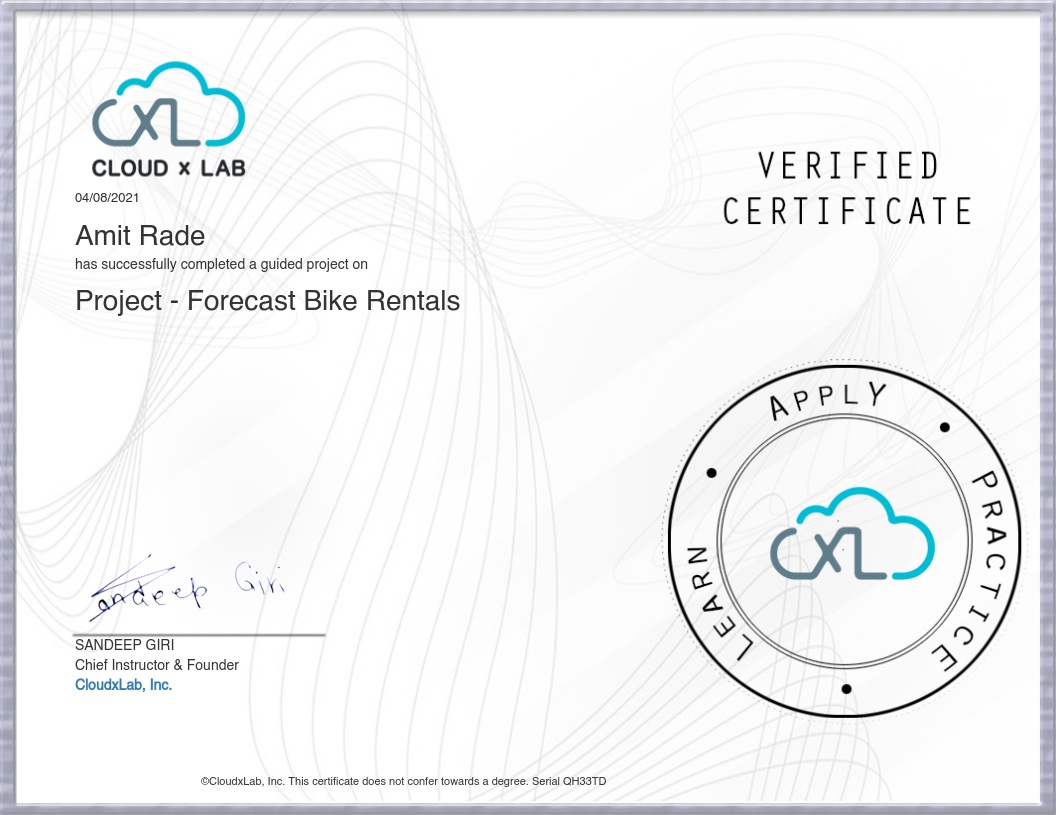 CXL
CLOUD x LAB
04/08/2021
VERIFIED
CERTIFICATE
Amit Rade
has successfully completed a guided project on
Project - Forecast Bike Rentals
APPLY
PRACTICE
LEARN
CXL
Sandeep Giri
SANDEEP GIRI
Chief Instructor & Founder
CloudxLab, Inc.
©CloudxLab, Inc. This certificate does not confer towards a degree. Serial QH33TD